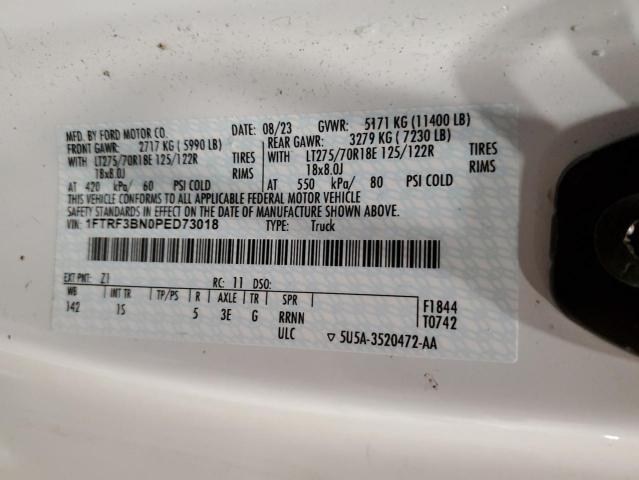 MFD. BY FORD MOTOR CO.
DATE: 08/23 GVWR: 5171 KG (11400 LB)
FRONT GAWR: 2717 KG ( 5990 LB) REAR GAWR: 3279 KG ( 7230 LB)
WITH LT275/70R18E 125/122R TIRES WITH LT275/70R18E 125/122R TIRES
18x8.0J RIMS 18x8.0J RIMS
AT 420 kPa/ 60 PSI COLD AT 550 kPa/ 80 PSI COLD
THIS VEHICLE CONFORMS TO ALL APPLICABLE FEDERAL MOTOR VEHICLE
SAFETY STANDARDS IN EFFECT ON THE DATE OF MANUFACTURE SHOWN ABOVE.
VIN: 1FTRF3BN0PED73018 TYPE: Truck
EXT PNT: Z1 RC: 11 DSO:
WB INT TR TP/PS R AXLE TR SPR
142 1S 5 3E G RRNN
ULC
F1844
T0742
▽ 5U5A-3520472-AA